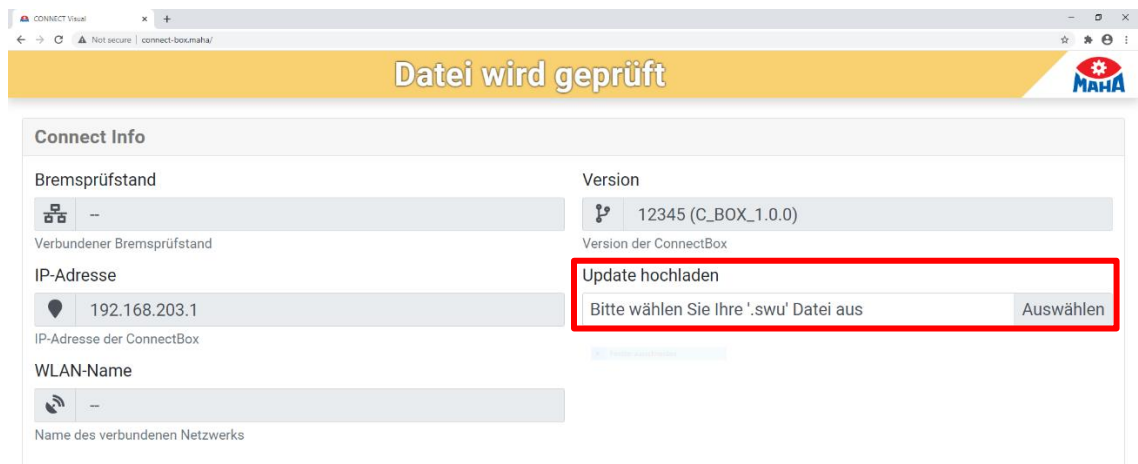 CONNECT Visual
Not secure | connect-box.maha/
Datei wird geprüft
MAHA
Connect Info
Bremsprüfstand
--
Verbundener Bremsprüfstand
IP-Adresse
192.168.203.1
IP-Adresse der ConnectBox
WLAN-Name
--
Name des verbundenen Netzwerks
Version
12345 (C_BOX_1.0.0)
Version der ConnectBox
Update hochladen
Bitte wählen Sie Ihre '.swu' Datei aus Auswählen